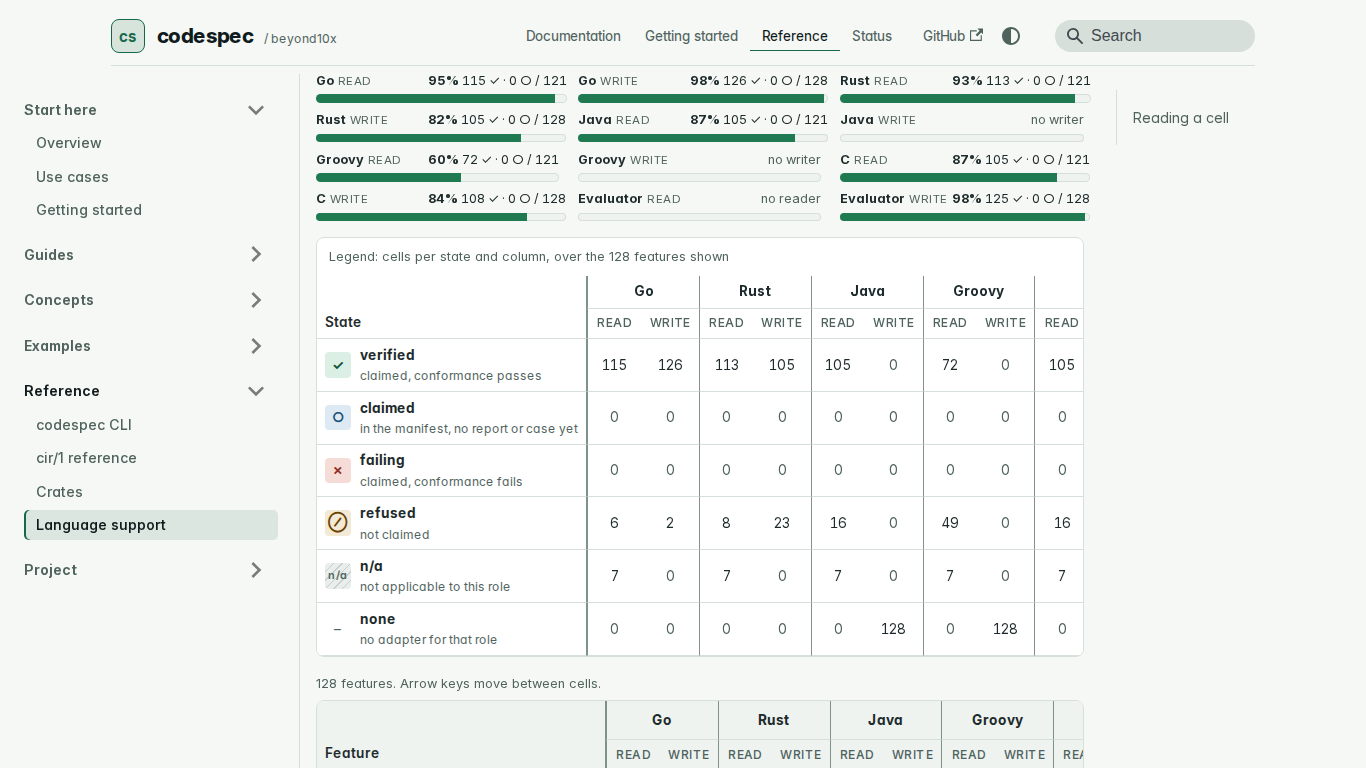 cs codespec / beyond10x Documentation Getting started Reference Status GitHub Search
Start here
Overview
Use cases
Getting started
Guides
Concepts
Examples
Reference
codespec CLI
cir/1 reference
Crates
Language support
Project
Go READ 95% 115 ✓ · 0 ○ / 121 Go WRITE 98% 126 ✓ · 0 ○ / 128 Rust READ 93% 113 ✓ · 0 ○ / 121
Rust WRITE 82% 105 ✓ · 0 ○ / 128 Java READ 87% 105 ✓ · 0 ○ / 121 Java WRITE no writer
Groovy READ 60% 72 ✓ · 0 ○ / 121 Groovy WRITE no writer C READ 87% 105 ✓ · 0 ○ / 121
C WRITE 84% 108 ✓ · 0 ○ / 128 Evaluator READ no reader Evaluator WRITE 98% 125 ✓ · 0 ○ / 128
Legend: cells per state and column, over the 128 features shown
Go Rust Java Groovy
State READ WRITE READ WRITE READ WRITE READ WRITE READ
✓ verified 115 126 113 105 105 0 72 0 105
claimed, conformance passes
○ claimed 0 0 0 0 0 0 0 0 0
in the manifest, no report or case yet
× failing 0 0 0 0 0 0 0 0 0
claimed, conformance fails
refused 6 2 8 23 16 0 49 0 16
not claimed
n/a n/a 7 0 7 0 7 0 7 0 7
not applicable to this role
– none 0 0 0 0 0 128 0 128 0
no adapter for that role
128 features. Arrow keys move between cells.
Go Rust Java Groovy
Feature READ WRITE READ WRITE READ WRITE READ WRITE
Reading a cell